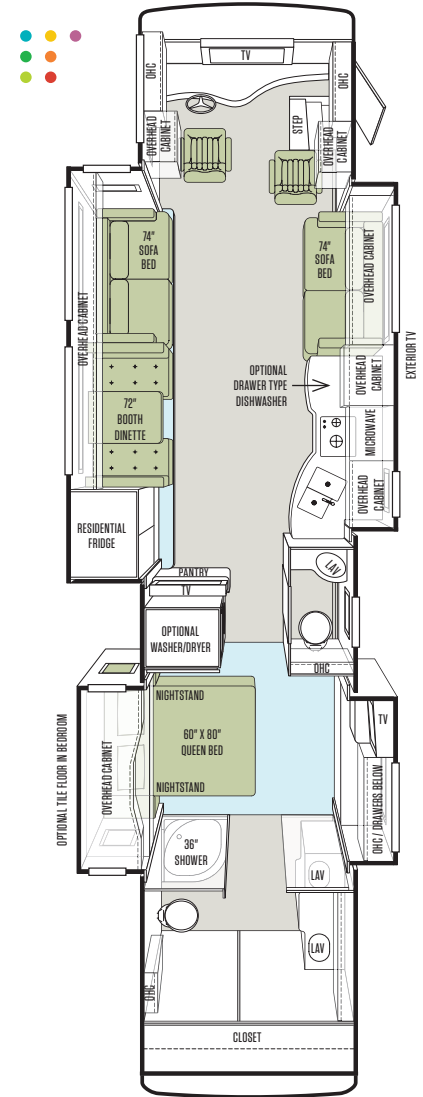 TV
OHC
OHC
OVERHEAD
CABINET
STEP
OVERHEAD
CABINET
74"
SOFA
BED
74"
SOFA
BED
OVERHEAD CABINET
OVERHEAD CABINET
EXTERIOR TV
OPTIONAL
DRAWER TYPE
DISHWASHER
OVERHEAD
CABINET
72"
BOOTH
DINETTE
MICROWAVE
OVERHEAD
CABINET
RESIDENTIAL
FRIDGE
LAV
PANTRY
TV
OPTIONAL
WASHER/DRYER
OHC
NIGHTSTAND
60" X 80"
QUEEN BED
NIGHTSTAND
OPTIONAL TILE FLOOR IN BEDROOM
OVERHEAD CABINET
TV
OHC / DRAWERS BELOW
36"
SHOWER
LAV
LAV
OHC
CLOSET